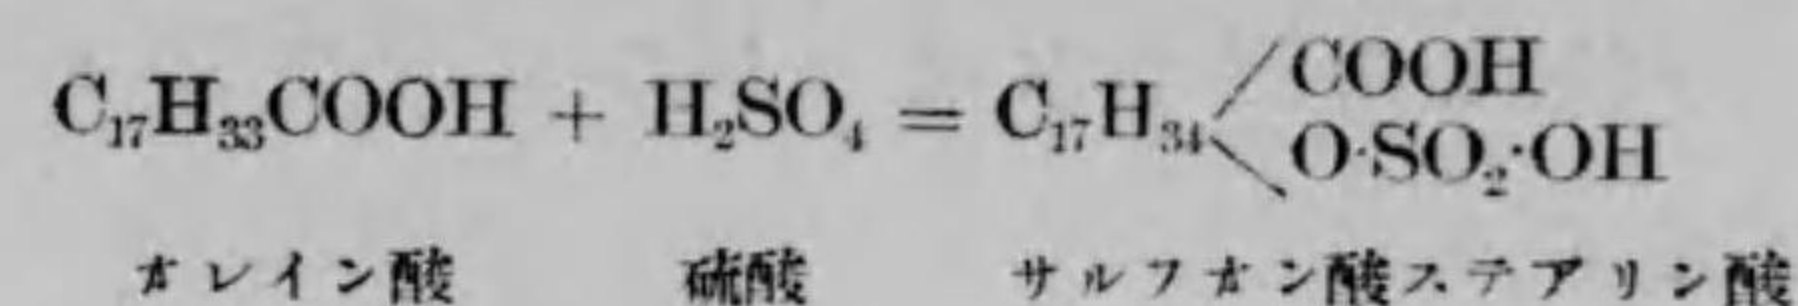 C₁₇H₃₃COOH + H₂SO₄ = C₁₇H₃₄<COOH
O·SO₂·OH
オレイン酸 硫酸 サルフオン酸ステアリン酸